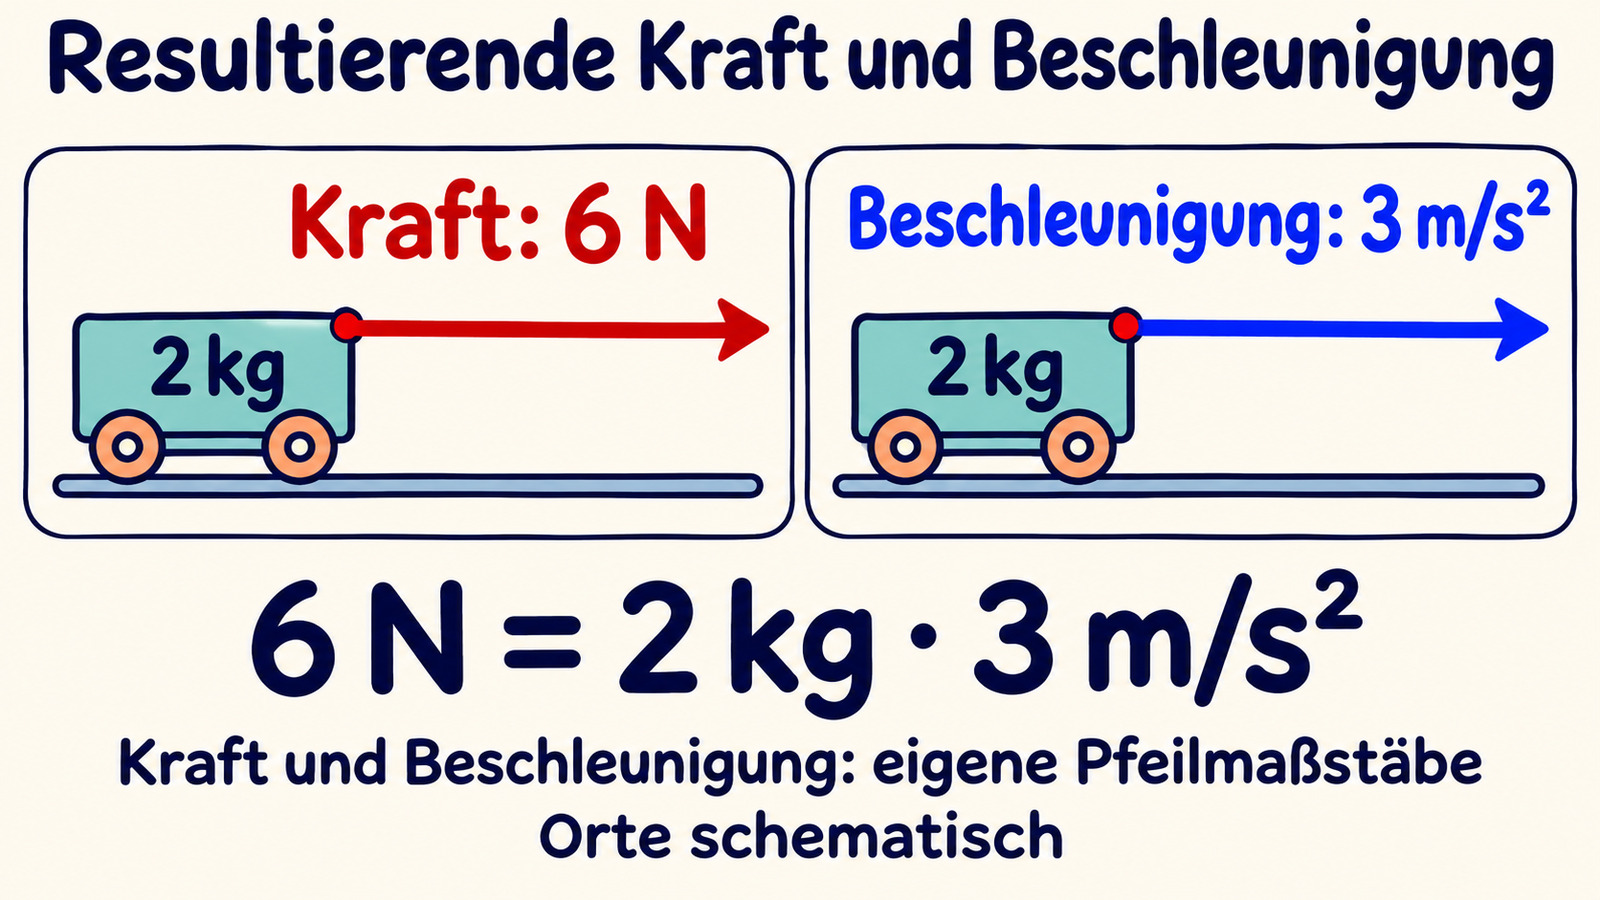 Resultierende Kraft und Beschleunigung
Kraft: 6 N
2 kg
Beschleunigung: 3 m/s²
2 kg
6 N = 2 kg · 3 m/s²
Kraft und Beschleunigung: eigene Pfeilmaßstäbe
Orte schematisch